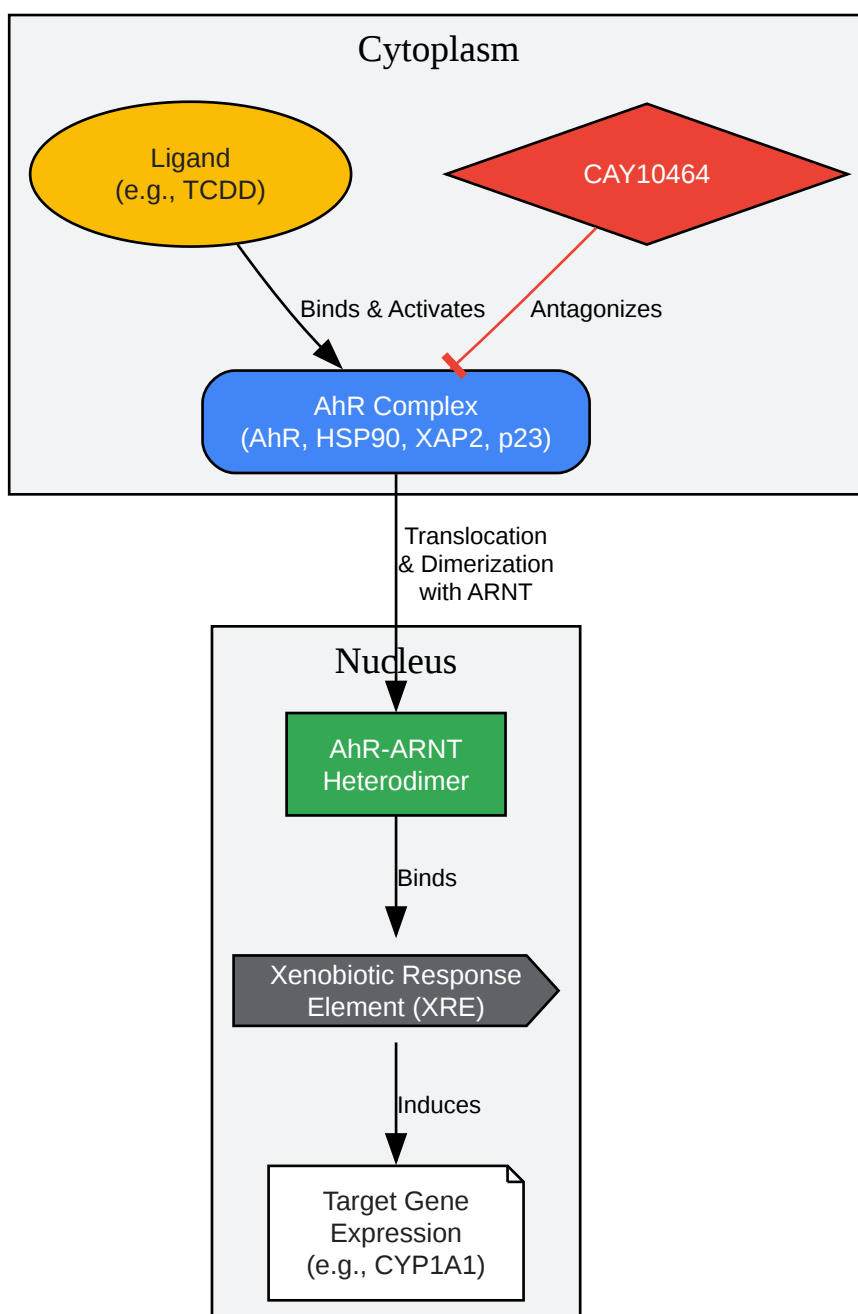 Cytoplasm
Ligand
(e.g., TCDD)
CAY10464
Binds & Activates
Antagonizes
AhR Complex
(AhR, HSP90, XAP2, p23)
Translocation
& Dimerization
with ARNT
Nucleus
AhR-ARNT
Heterodimer
Binds
Xenobiotic Response
Element (XRE)
Induces
Target Gene
Expression
(e.g., CYP1A1)